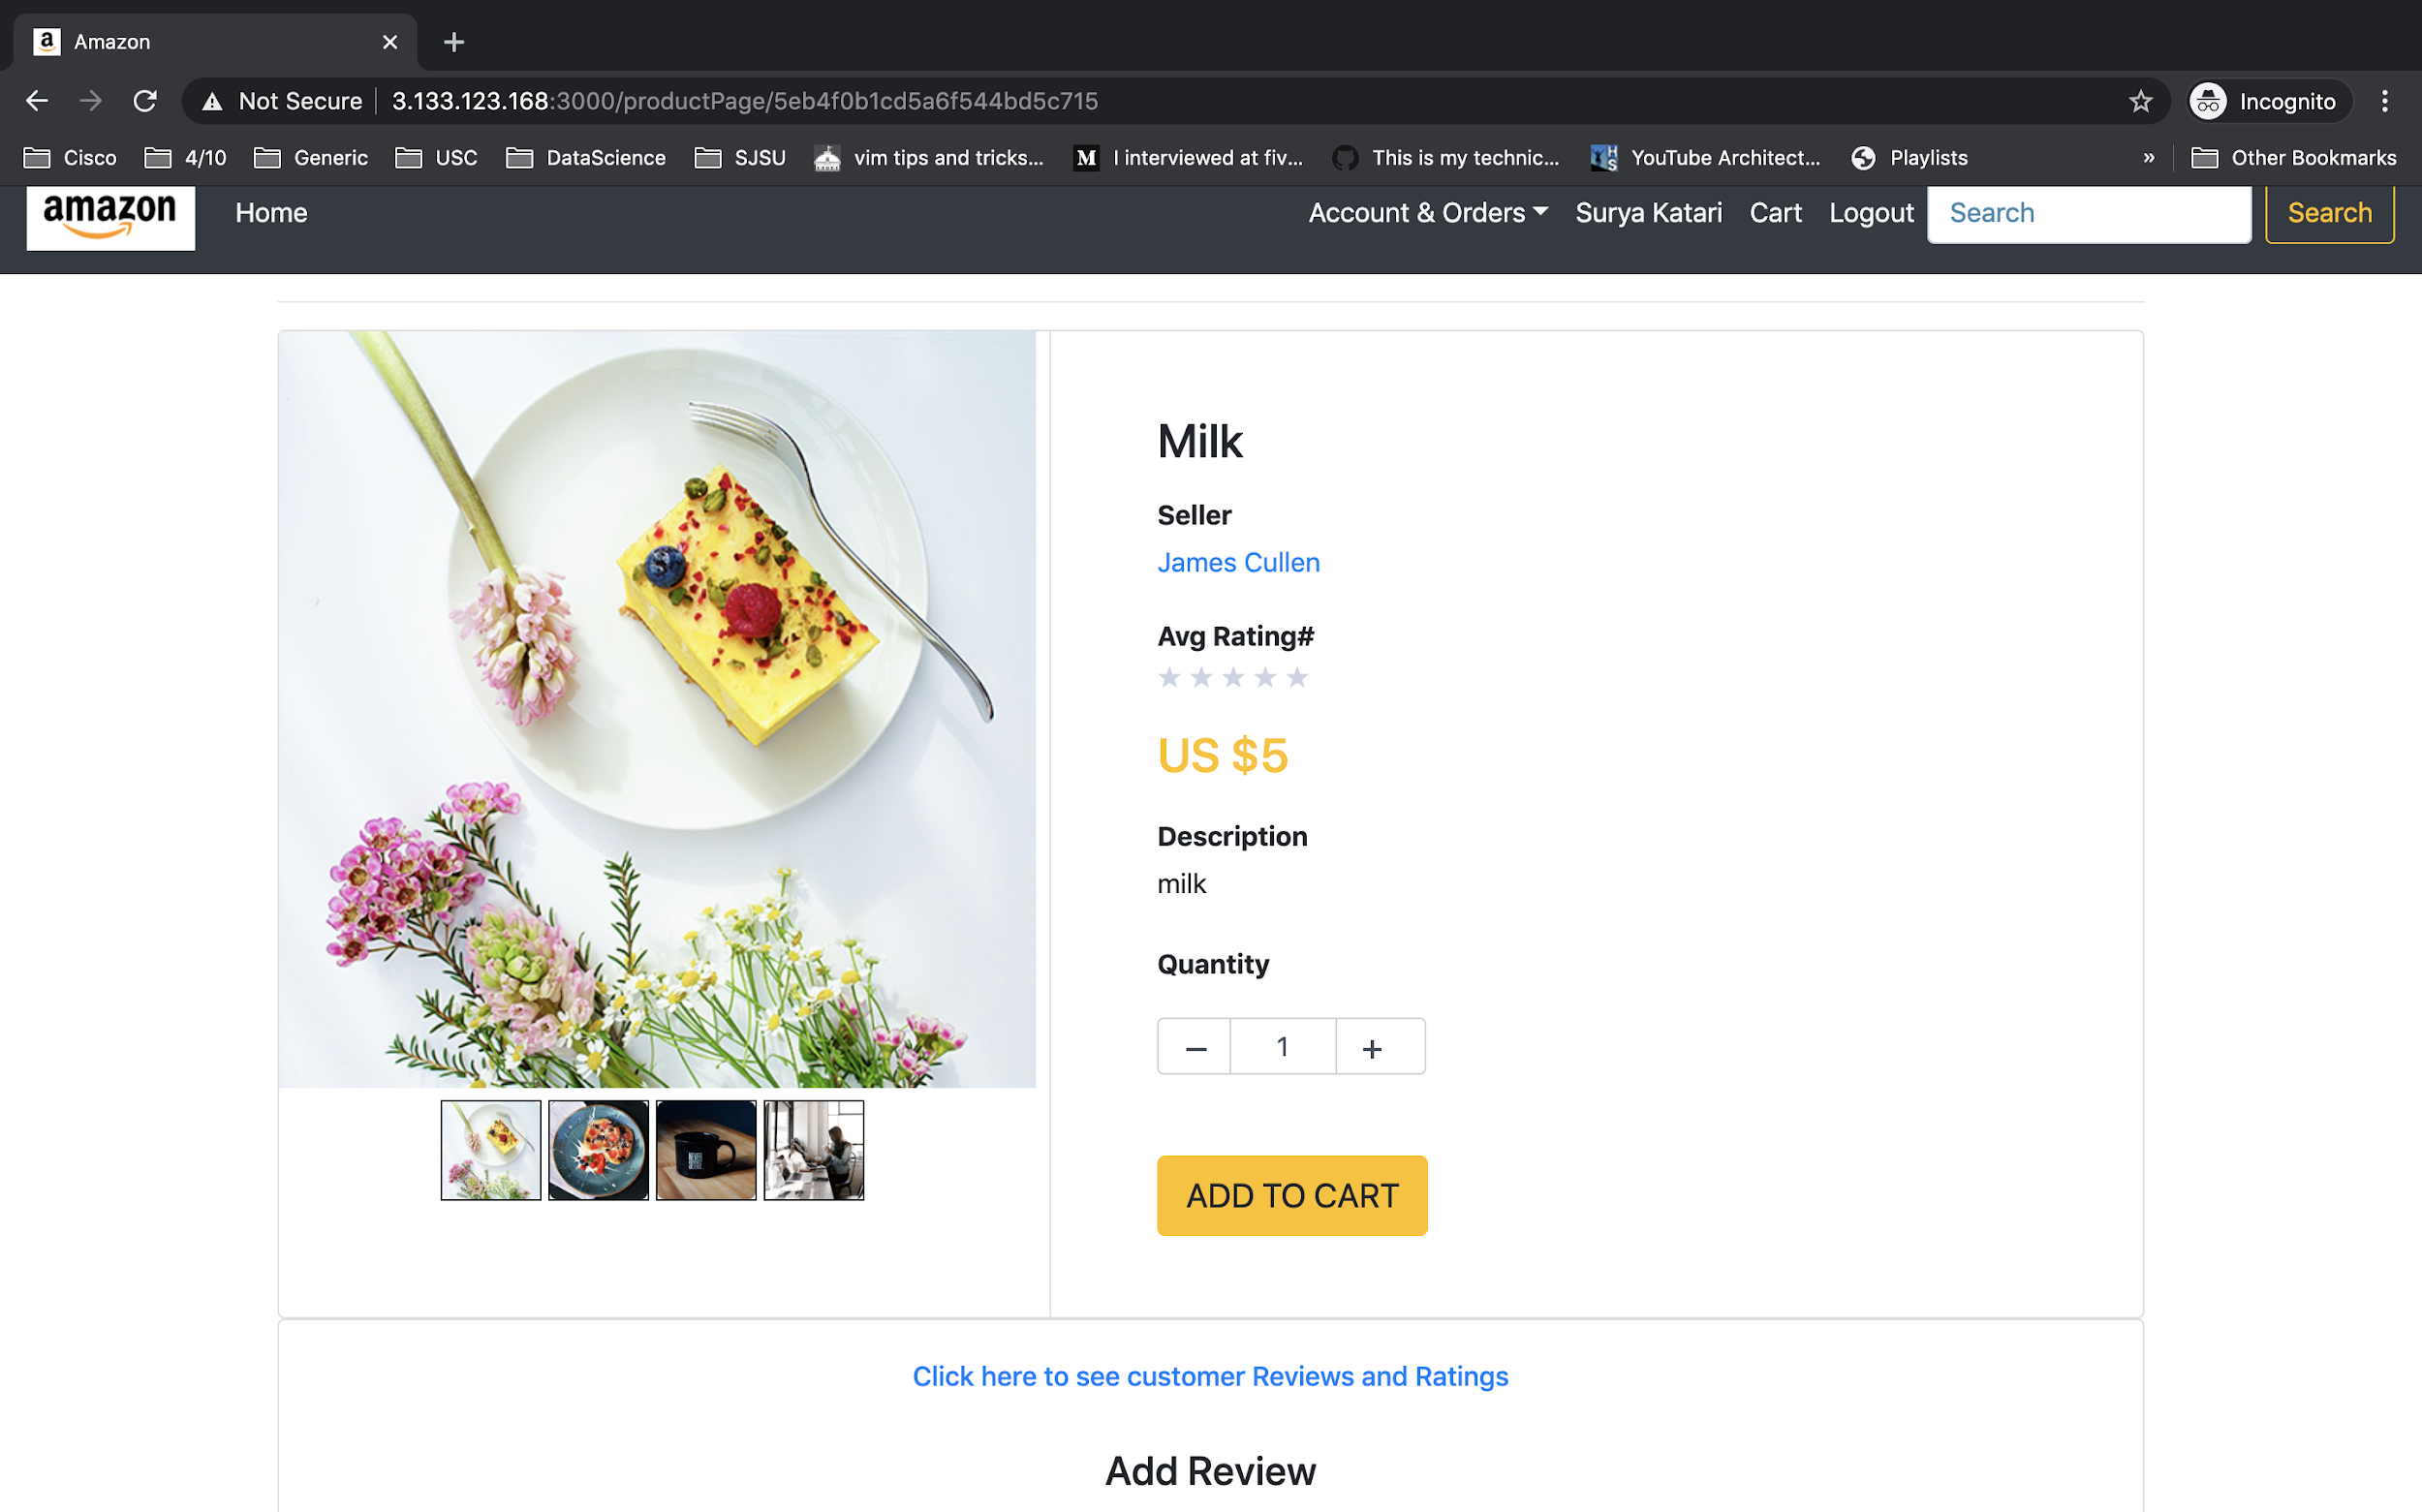 a Amazon
Not Secure 3.133.123.168:3000/productPage/5eb4f0b1cd5a6f544bd5c715 Incognito
Cisco 4/10 Generic USC DataScience SJSU vim tips and tricks... M I interviewed at fiv... This is my technic... HS YouTube Architect... Playlists » Other Bookmarks
amazon Home Account & Orders Surya Katari Cart Logout Search Search
Milk
Seller
James Cullen
Avg Rating#
US $5
Description
milk
Quantity
− 1 +
ADD TO CART
Click here to see customer Reviews and Ratings
Add Review